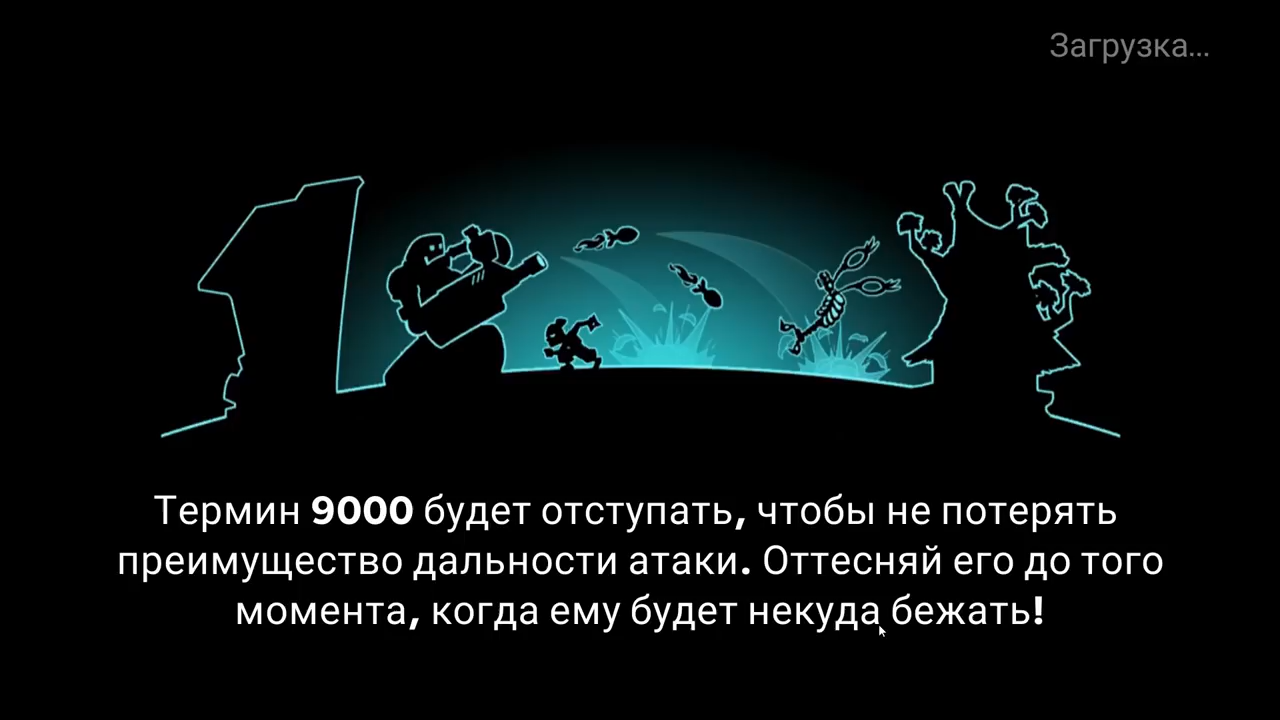 Загрузка...
Термин 9000 будет отступать, чтобы не потерять
преимущество дальности атаки. Оттесняй его до того
момента, когда ему будет некуда бежать!